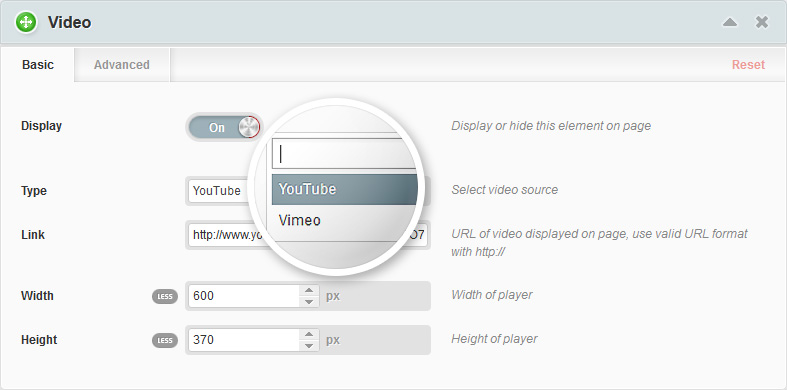 Video
Basic
Advanced
Reset
Display
On
Display or hide this element on page
Type
YouTube
Select video source
YouTube
Vimeo
Link
http://www.yo
O7
URL of video displayed on page, use valid URL format
with http://
Width
LESS
600
px
Width of player
Height
LESS
370
px
Height of player